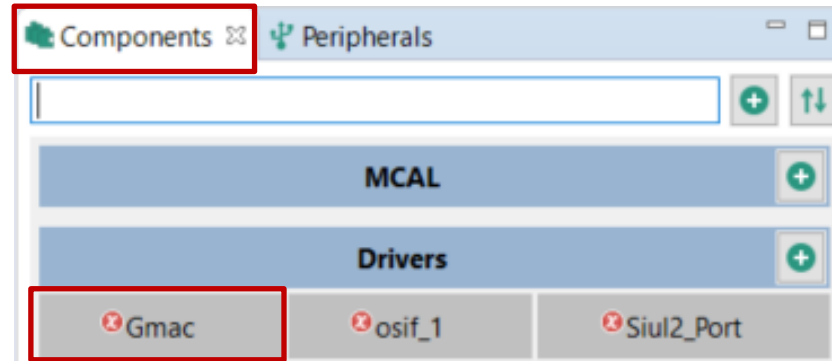 Components Peripherals
MCAL
Drivers
Gmac osif_1 Siul2_Port